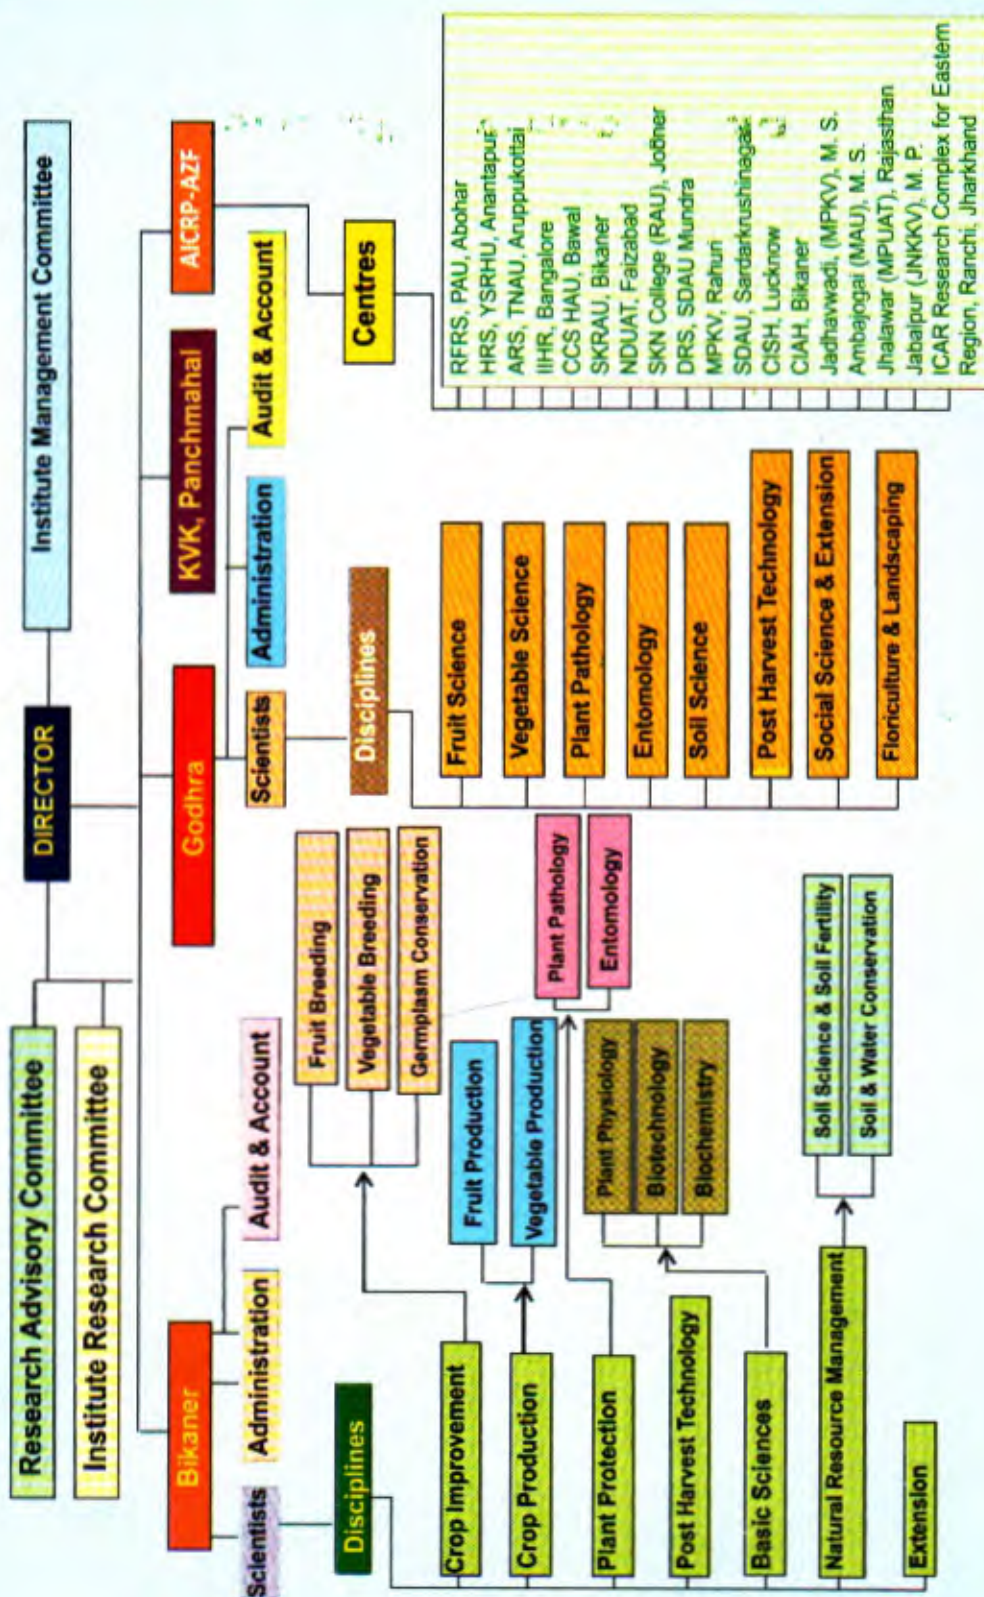 DIRECTOR
Institute Management Committee
Research Advisory Committee
Institute Research Committee
Bikaner
Godhra
KVK, Panchmahal
AICRP-AZF
Scientists
Administration
Audit & Account
Scientists
Administration
Audit & Account
Disciplines
Crop Improvement
Crop Production
Plant Protection
Post Harvest Technology
Basic Sciences
Natural Resource Management
Extension
Fruit Breeding
Vegetable Breeding
Germplasm Conservation
Fruit Production
Vegetable Production
Plant Pathology
Entomology
Plant Physiology
Biotechnology
Biochemistry
Soil Science & Soil Fertility
Soil & Water Conservation
Disciplines
Fruit Science
Vegetable Science
Plant Pathology
Entomology
Soil Science
Post Harvest Technology
Social Science & Extension
Floriculture & Landscaping
Centres
RFRS, PAU, Abohar
HRS, YSRHU, Anantapur
ARS, TNAU, Aruppukottai
IIHR, Bangalore
CCS HAU, Bawal
SKRAU, Bikaner
NDUAT, Faizabad
SKN College (RAU), Jobner
DRS, SDAU Mundra
MPKV, Rahuri
SDAU, Sardarkrushinagar
CISH, Lucknow
CIAH, Bikaner
Jadhavwadi, (MPKV), M. S.
Ambajogai (MAU), M. S.
Jhalawar (MPUAT), Rajasthan
Jabalpur (JNKKV), M. P.
ICAR Research Complex for Eastern
Region, Ranchi, Jharkhand